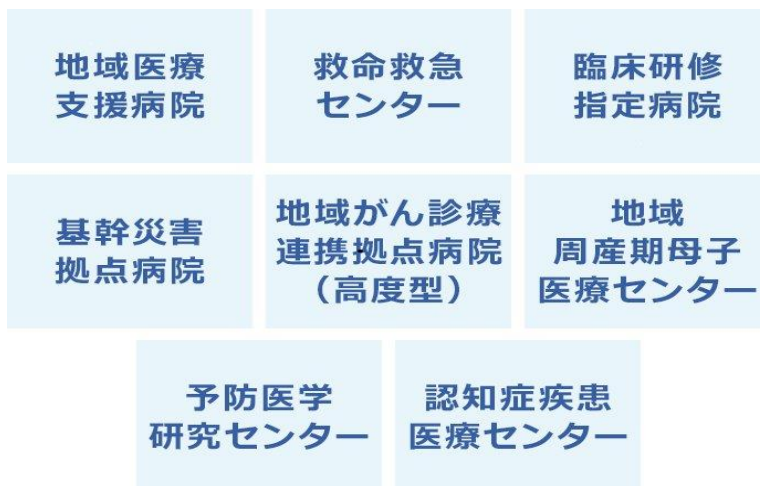 地域医療
支援病院
救命救急
センター
臨床研修
指定病院
基幹災害
拠点病院
地域がん診療
連携拠点病院
（高度型）
地域
周産期母子
医療センター
予防医学
研究センター
認知症疾患
医療センター